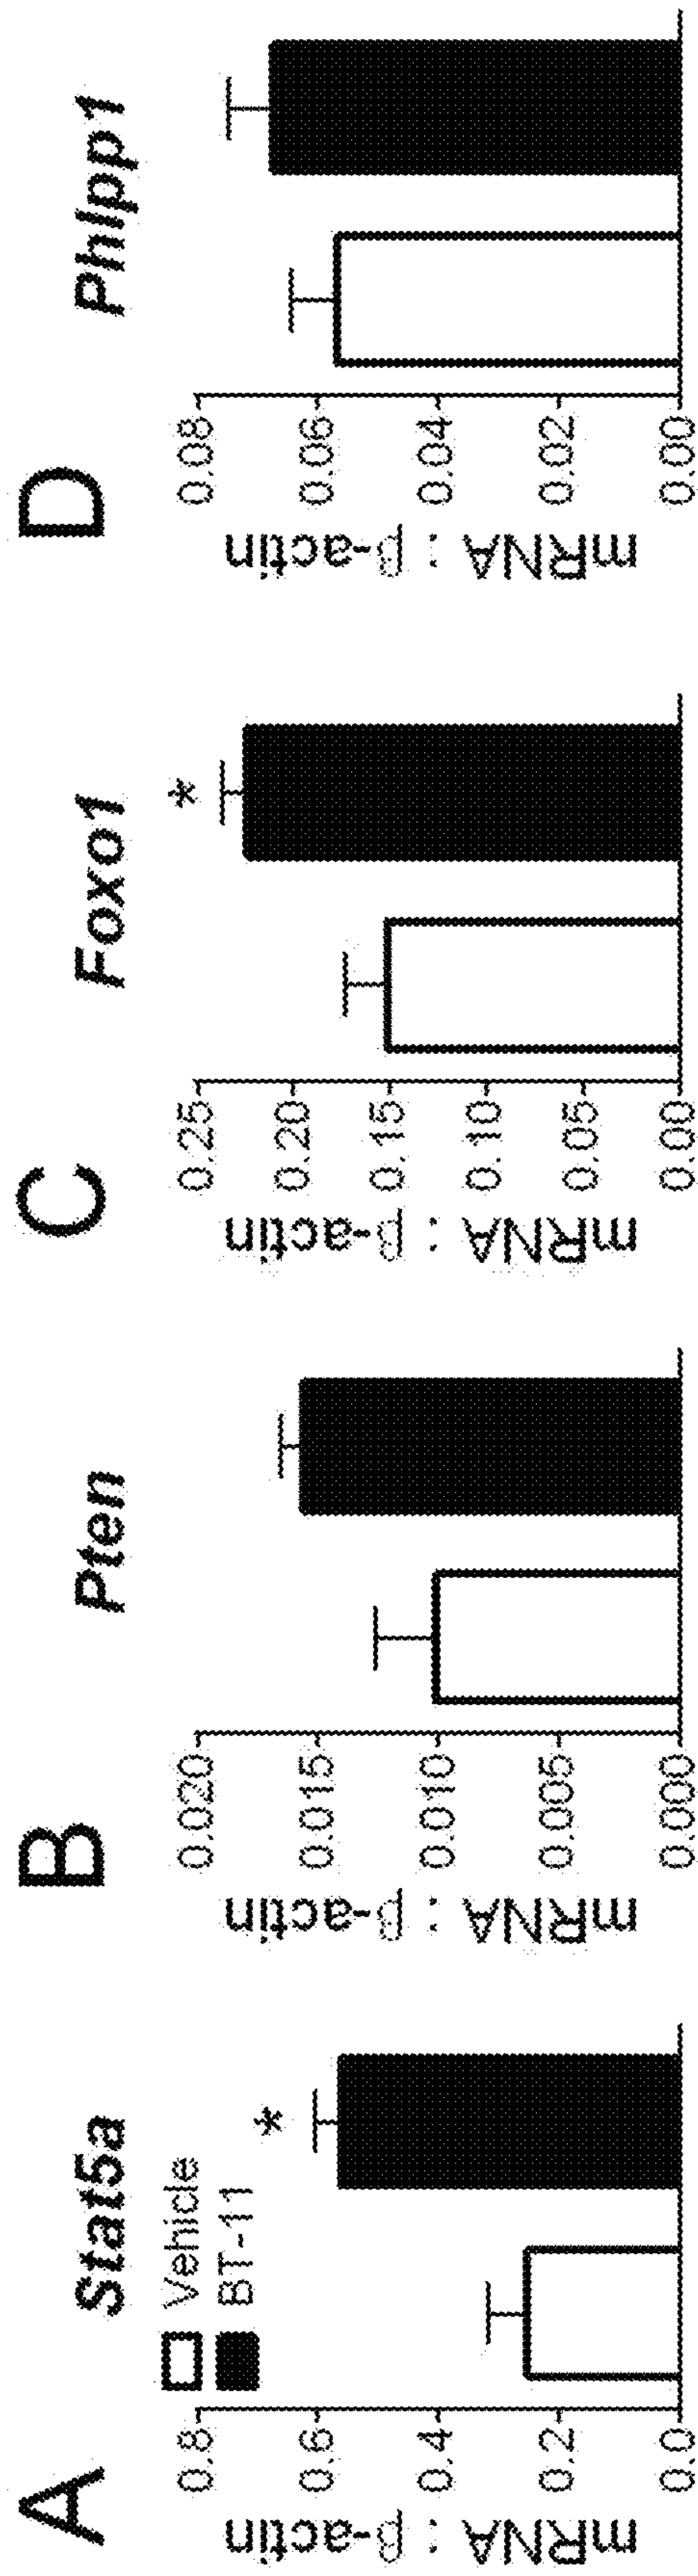 A
Stat5a
Vehicle
BT-11
mRNA : β-actin
0.8
0.6
0.4
0.2
0.0
*
B
Pten
mRNA : β-actin
0.020
0.015
0.010
0.005
0.000
C
Foxo1
mRNA : β-actin
0.25
0.20
0.15
0.10
0.05
0.00
*
D
Phlpp1
mRNA : β-actin
0.08
0.06
0.04
0.02
0.00